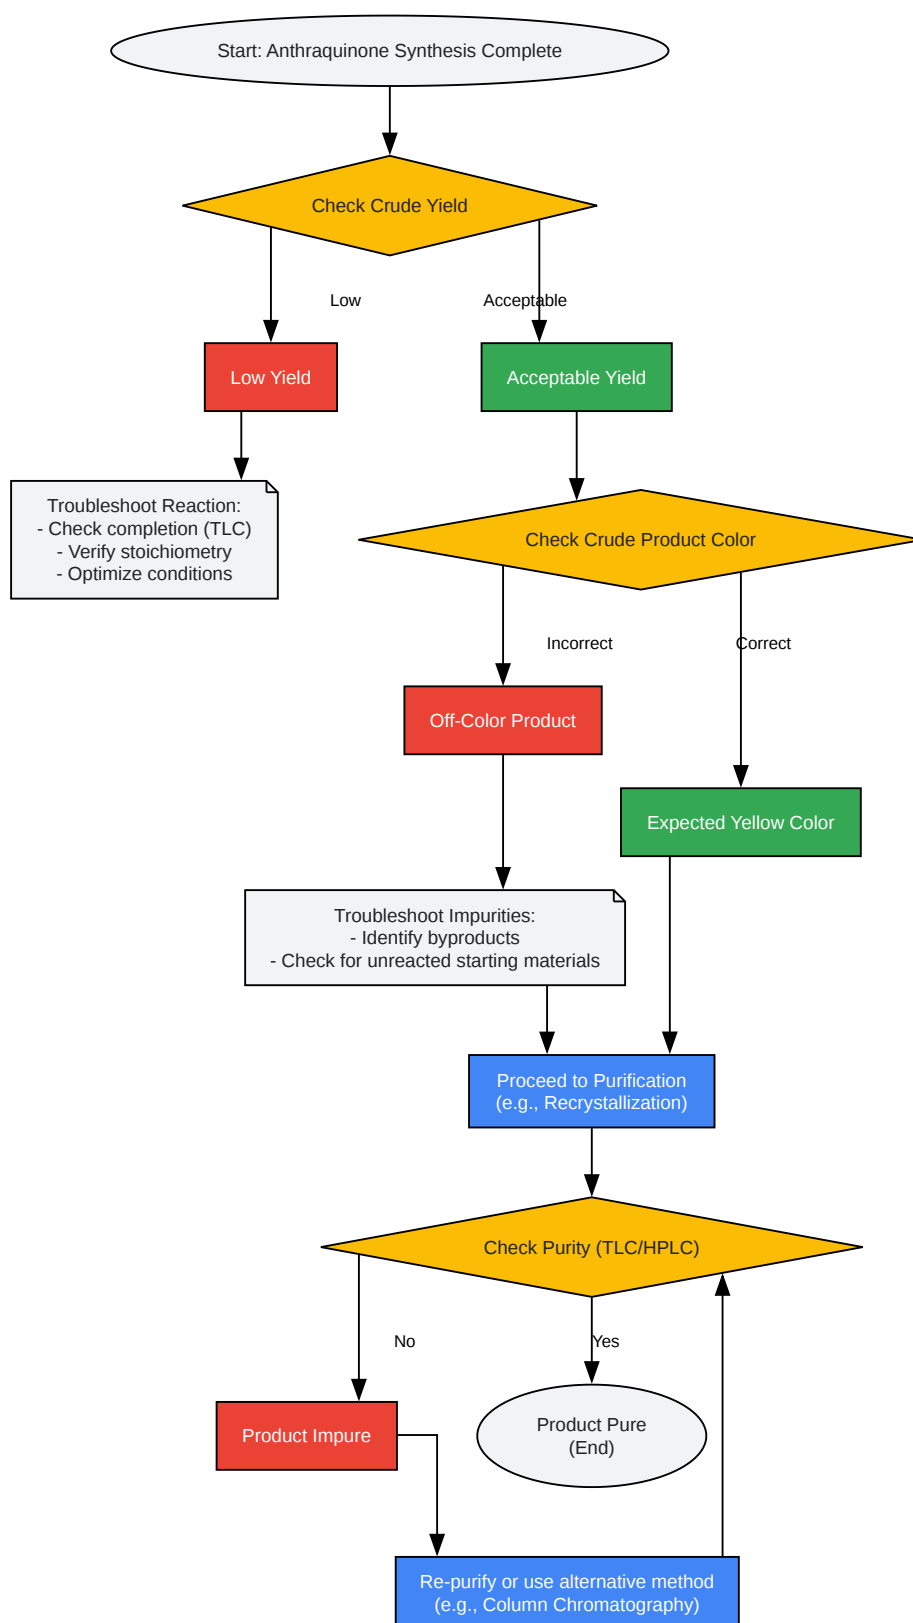 Start: Anthraquinone Synthesis Complete
Check Crude Yield
Low
Acceptable
Low Yield
Acceptable Yield
Troubleshoot Reaction:
- Check completion (TLC)
- Verify stoichiometry
- Optimize conditions
Check Crude Product Color
Incorrect
Correct
Off-Color Product
Expected Yellow Color
Troubleshoot Impurities:
- Identify byproducts
- Check for unreacted starting materials
Proceed to Purification
(e.g., Recrystallization)
Check Purity (TLC/HPLC)
No
Yes
Product Impure
Product Pure
(End)
Re-purify or use alternative method
(e.g., Column Chromatography)